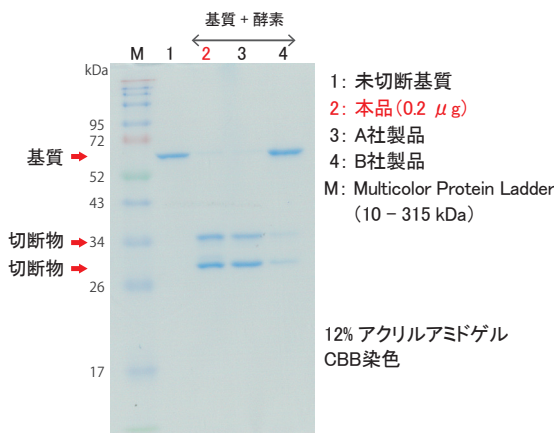 基質 + 酵素
M 1 2 3 4
kDa
95
72
基質
52
43
切断物 34
切断物
26
17
1: 未切断基質
2: 本品(0.2 μg)
3: A社製品
4: B社製品
M: Multicolor Protein Ladder
(10 – 315 kDa)
12% アクリルアミドゲル
CBB染色